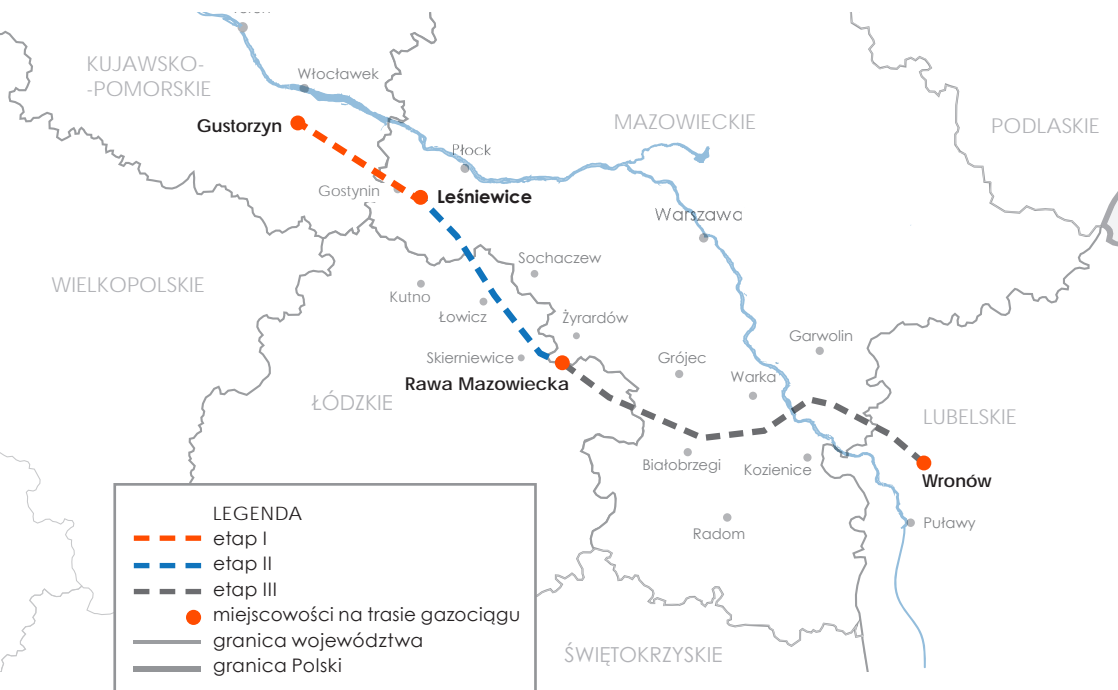 Włocławek
KUJAWSKO-
-POMORSKIE
Gustorzyn
MAZOWIECKIE
PODLASKIE
Płock
Gostynin
Leśniewice
Warszawa
Sochaczew
WIELKOPOLSKIE
Kutno
Łowicz
Żyrardów
Garwolin
Skierniewice
Grójec
Rawa Mazowiecka
Warka
ŁÓDZKIE
LUBELSKIE
Białobrzegi
Kozienice
Wronów
Puławy
Radom
ŚWIĘTOKRZYSKIE
LEGENDA
etap I
etap II
etap III
miejscowości na trasie gazociągu
granica województwa
granica Polski